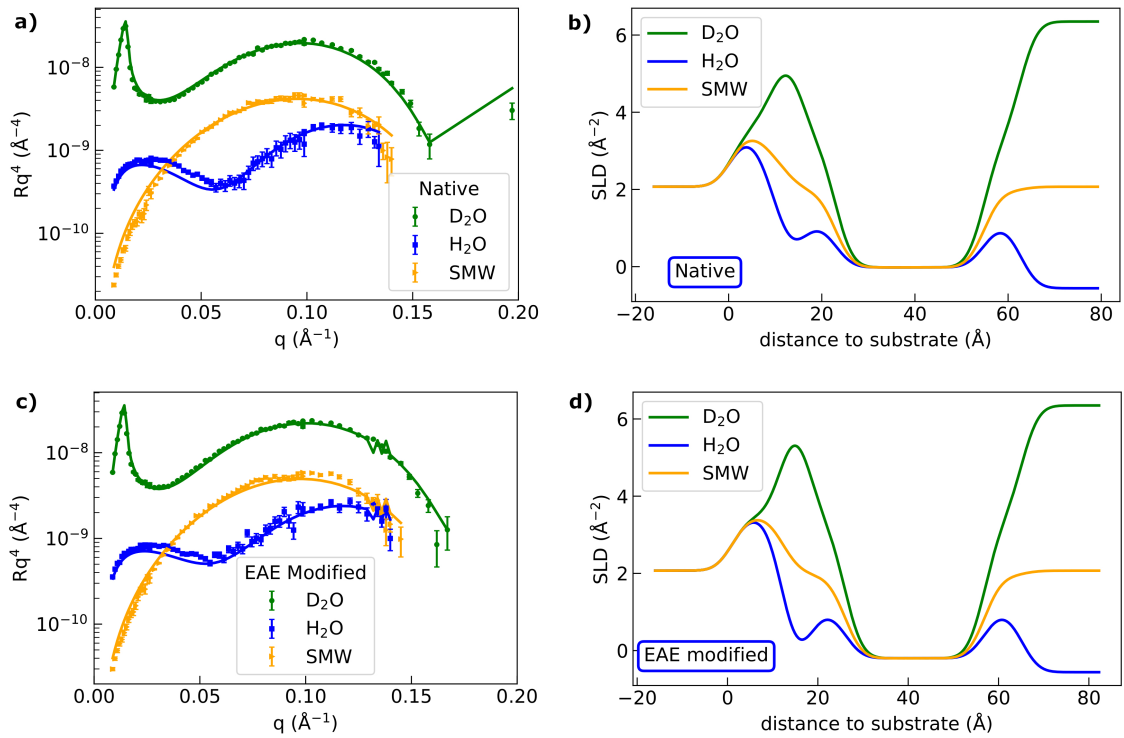 a)
10⁻⁸
10⁻⁹
10⁻¹⁰
Rq⁴ (Å⁻⁴)
0.00 0.05 0.10 0.15 0.20
q (Å⁻¹)
Native
D₂O
H₂O
SMW
b)
6
4
2
0
SLD (Å⁻²)
−20 0 20 40 60 80
distance to substrate (Å)
D₂O
H₂O
SMW
Native
c)
10⁻⁸
10⁻⁹
10⁻¹⁰
Rq⁴ (Å⁻⁴)
0.00 0.05 0.10 0.15 0.20
q (Å⁻¹)
EAE Modified
D₂O
H₂O
SMW
d)
6
4
2
0
SLD (Å⁻²)
−20 0 20 40 60 80
distance to substrate (Å)
D₂O
H₂O
SMW
EAE modified